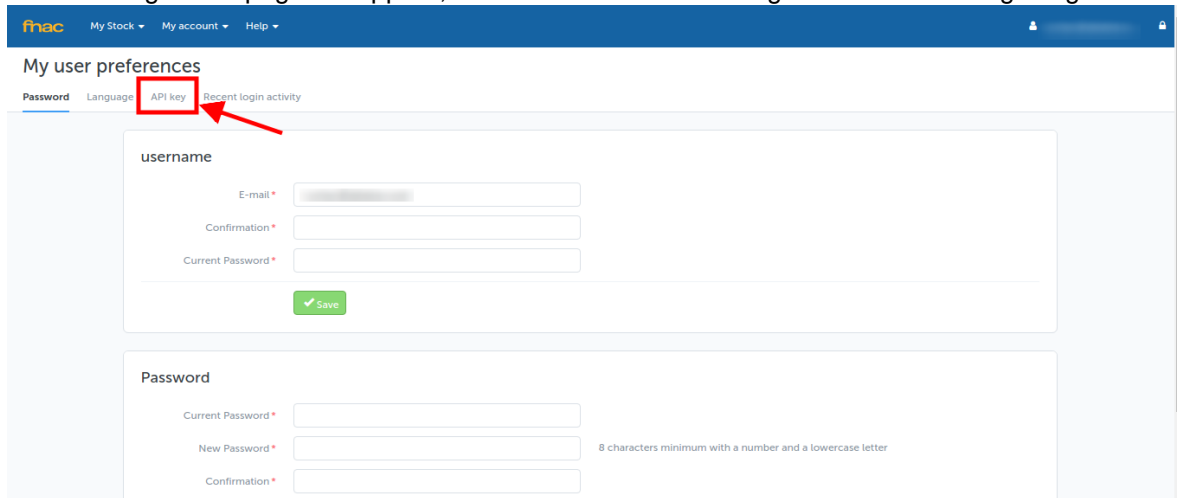 fnac My Stock My account Help
My user preferences
Password Language API key Recent login activity
username
E-mail *
Confirmation *
Current Password *
Save
Password
Current Password *
New Password * 8 characters minimum with a number and a lowercase letter
Confirmation *